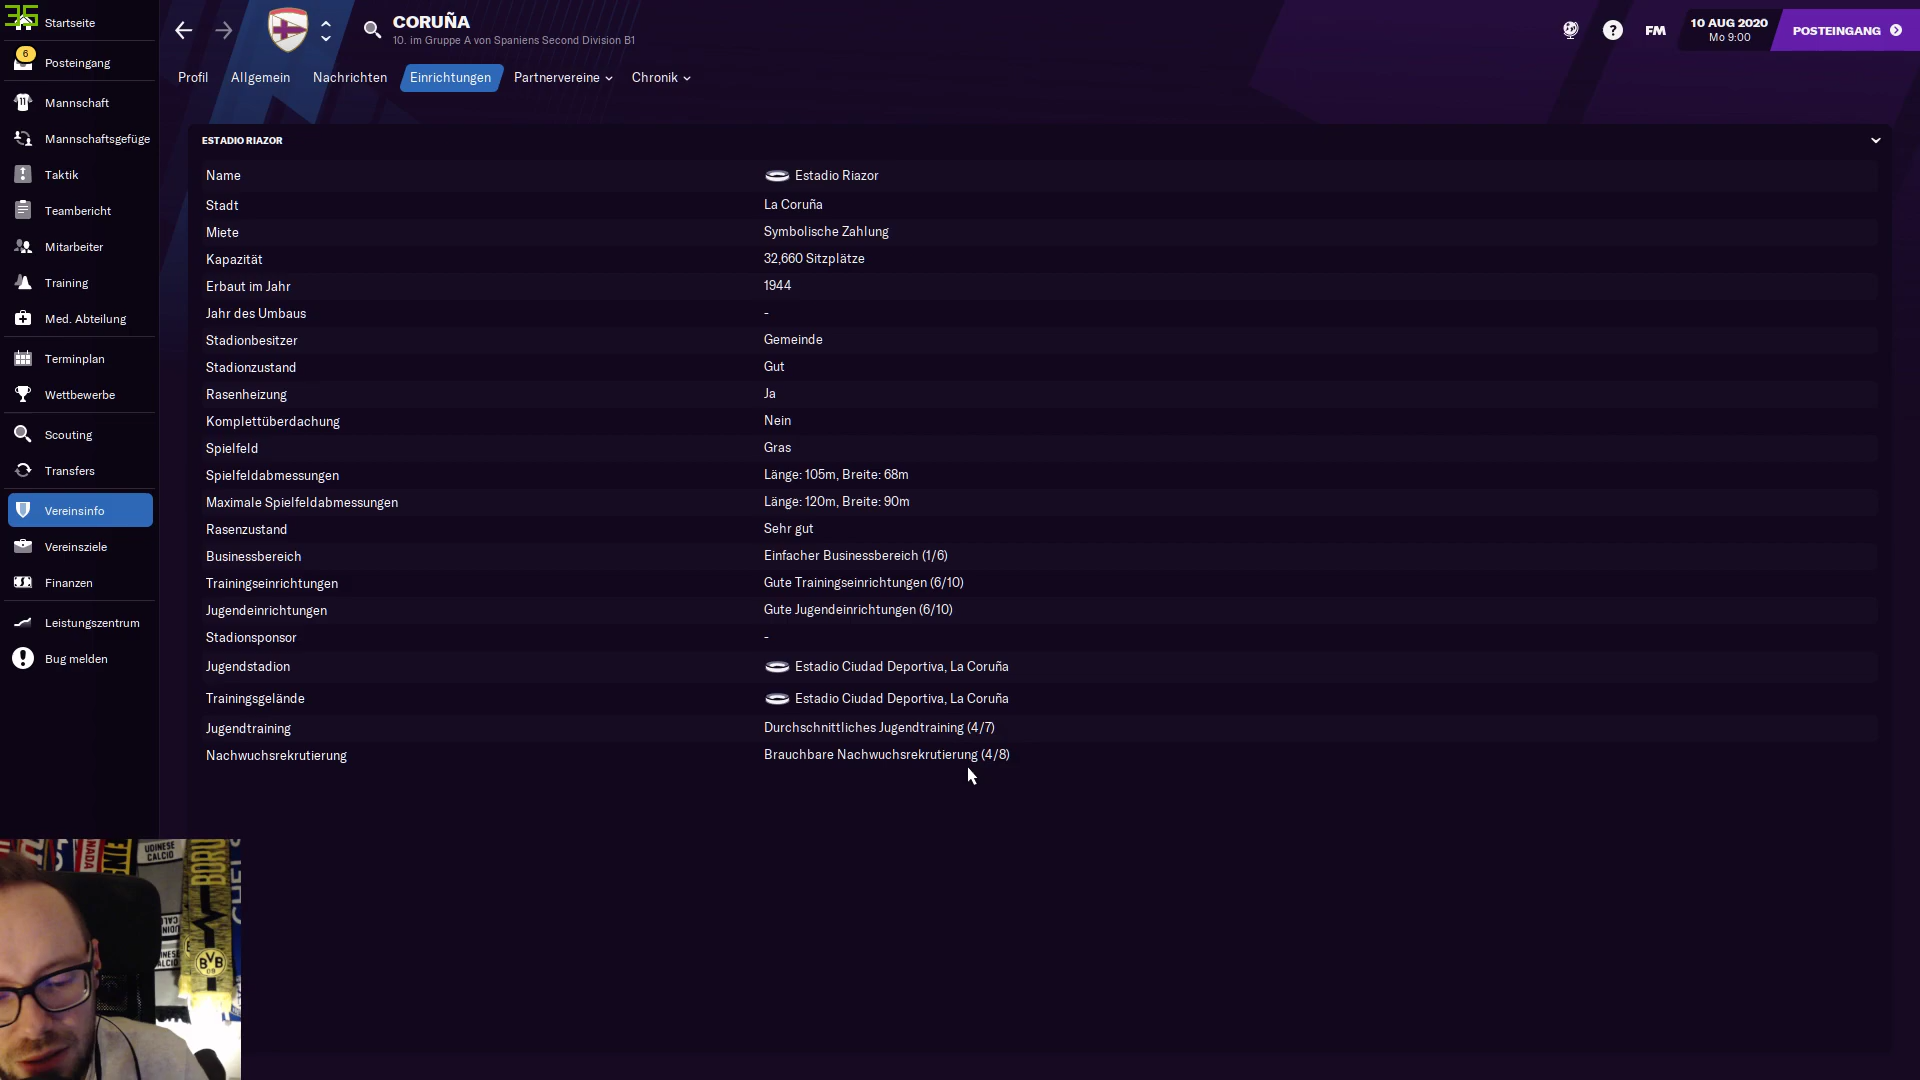 36
Startseite
6
Posteingang
Mannschaft
Mannschaftsgefüge
Taktik
Teambericht
Mitarbeiter
Training
Med. Abteilung
Terminplan
Wettbewerbe
Scouting
Transfers
Vereinsinfo
Vereinsziele
Finanzen
Leistungszentrum
Bug melden
CORUÑA
10. im Gruppe A von Spaniens Second Division B1
FM
10 AUG 2020
Mo 9:00
POSTEINGANG
Profil Allgemein Nachrichten Einrichtungen Partnervereine Chronik
ESTADIO RIAZOR
Name Estadio Riazor
Stadt La Coruña
Miete Symbolische Zahlung
Kapazität 32,660 Sitzplätze
Erbaut im Jahr 1944
Jahr des Umbaus -
Stadionbesitzer Gemeinde
Stadionzustand Gut
Rasenheizung Ja
Komplettüberdachung Nein
Spielfeld Gras
Spielfeldabmessungen Länge: 105m, Breite: 68m
Maximale Spielfeldabmessungen Länge: 120m, Breite: 90m
Rasenzustand Sehr gut
Businessbereich Einfacher Businessbereich (1/6)
Trainingseinrichtungen Gute Trainingseinrichtungen (6/10)
Jugendeinrichtungen Gute Jugendeinrichtungen (6/10)
Stadionsponsor -
Jugendstadion Estadio Ciudad Deportiva, La Coruña
Trainingsgelände Estadio Ciudad Deportiva, La Coruña
Jugendtraining Durchschnittliches Jugendtraining (4/7)
Nachwuchsrekrutierung Brauchbare Nachwuchsrekrutierung (4/8)
UDINESE
CALCIO
BORU
BVB
09